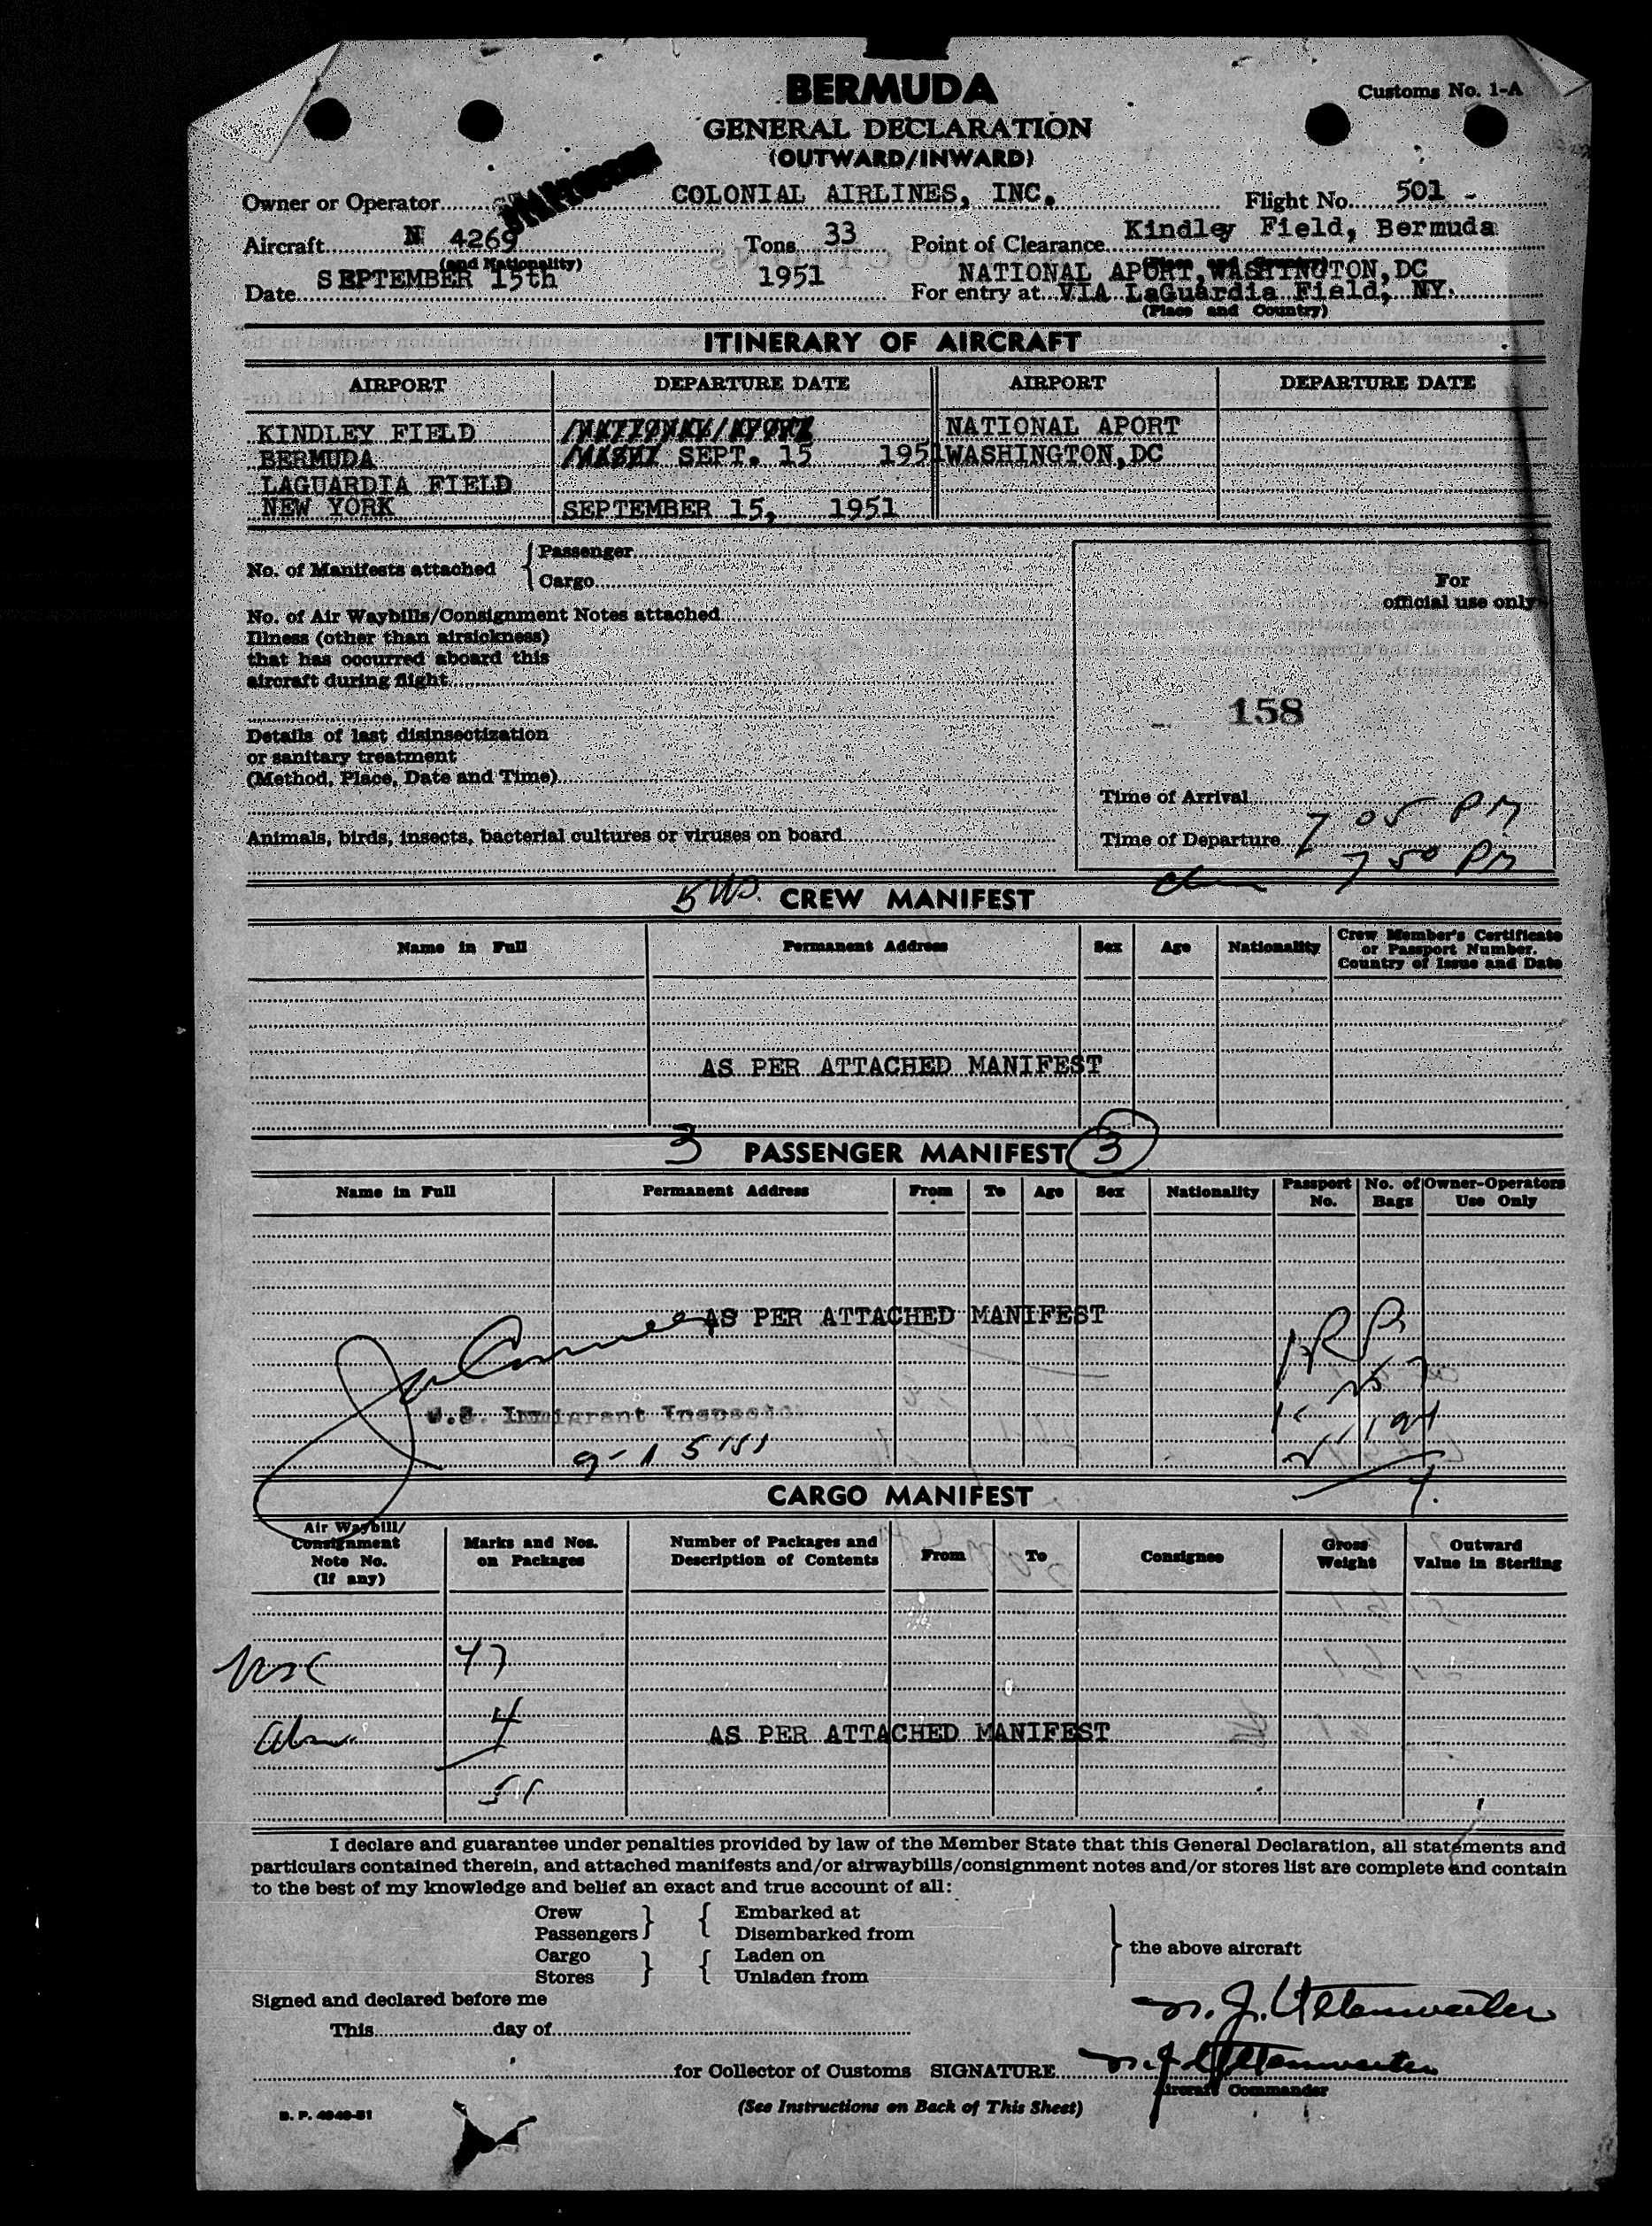 BERMUDA
Customs No. 1-A
GENERAL DECLARATION
(OUTWARD/INWARD)
Owner or Operator COLONIAL AIRLINES, INC. Flight No. 501 -
Aircraft N 4269 Tons 33 Point of Clearance Kindley Field, Bermuda
(and Nationality)
NATIONAL APORT, WASHINGTON, DC
Date SEPTEMBER 15th 1951 For entry at VIA LaGuardia Field, NY.
(Place and Country)
ITINERARY OF AIRCRAFT
AIRPORT DEPARTURE DATE AIRPORT DEPARTURE DATE
KINDLEY FIELD NATIONAL APORT
BERMUDA SEPT. 15 1951 WASHINGTON,DC
LAGUARDIA FIELD
NEW YORK SEPTEMBER 15, 1951
No. of Manifests attached { Passenger
Cargo
For
official use only
No. of Air Waybills/Consignment Notes attached
Illness (other than airsickness)
that has occurred aboard this
aircraft during flight
158
Details of last disinsectization
or sanitary treatment
(Method, Place, Date and Time)
Time of Arrival 7 05 PM
Animals, birds, insects, bacterial cultures or viruses on board
Time of Departure 7 50 PM
CREW MANIFEST
Name in Full Permanent Address Sex Age Nationality Crew Member's Certificate
or Passport Number,
Country of Issue and Date
AS PER ATTACHED MANIFEST
3 PASSENGER MANIFEST 3
Name in Full Permanent Address From To Age Sex Nationality Passport No. No. of Bags Owner-Operators Use Only
AS PER ATTACHED MANIFEST
U.S. Immigrant Inspector
9-15-51
CARGO MANIFEST
Air Waybill/
Consignment
Note No.
(If any)
Marks and Nos.
on Packages
Number of Packages and
Description of Contents
From To Consignee
Gross
Weight
Outward
Value in Sterling
USC 47
Alm 4
AS PER ATTACHED MANIFEST
51
I declare and guarantee under penalties provided by law of the Member State that this General Declaration, all statements and
particulars contained therein, and attached manifests and/or airwaybills/consignment notes and/or stores list are complete and contain
to the best of my knowledge and belief an exact and true account of all:
Crew } { Embarked at
Passengers } { Disembarked from
Cargo } { Laden on } the above aircraft
Stores } { Unladen from
Signed and declared before me
This day of
for Collector of Customs SIGNATURE
Aircraft Commander
(See Instructions on Back of This Sheet)
B. P. 4940-51